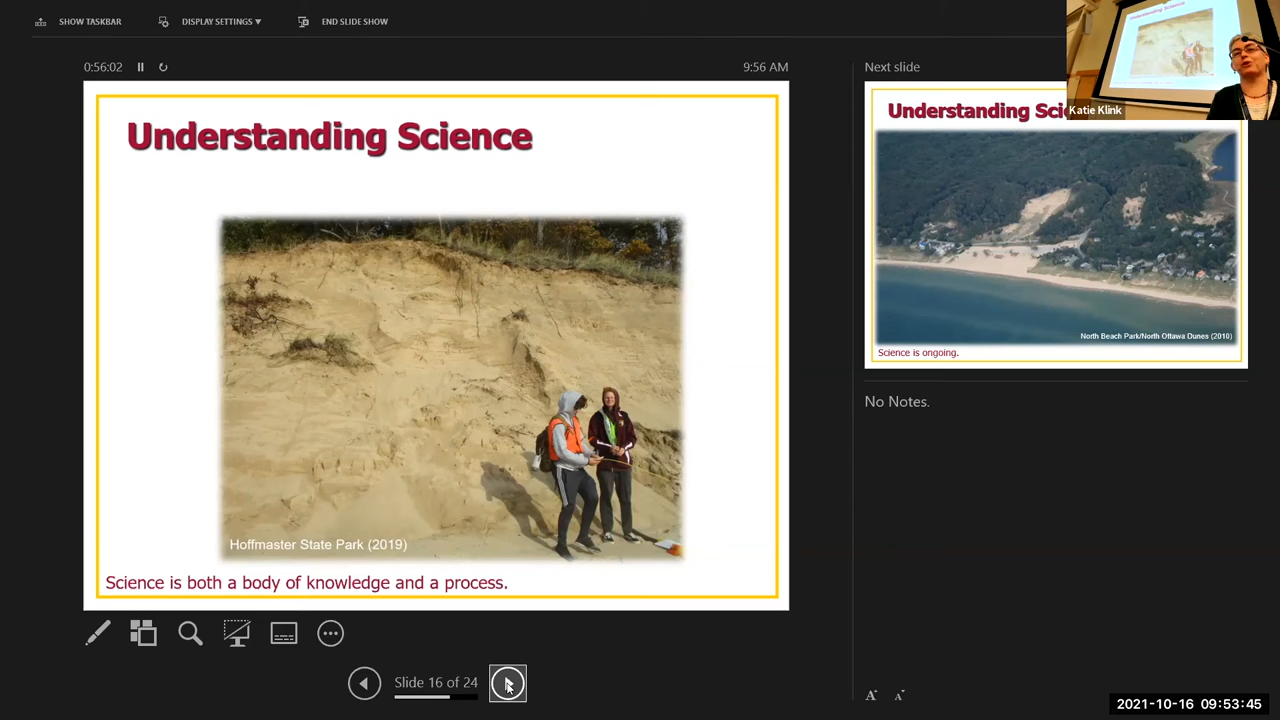 SHOW TASKBAR
DISPLAY SETTINGS
END SLIDE SHOW
0:56:02
9:56 AM
Understanding Science
Hoffmaster State Park (2019)
Science is both a body of knowledge and a process.
Slide 16 of 24
Next slide
Understanding Sci
North Beach Park/North Ottawa Dunes (2010)
Science is ongoing.
No Notes.
Understanding Science
Katie Klink
A A
2021-10-16 09:53:45